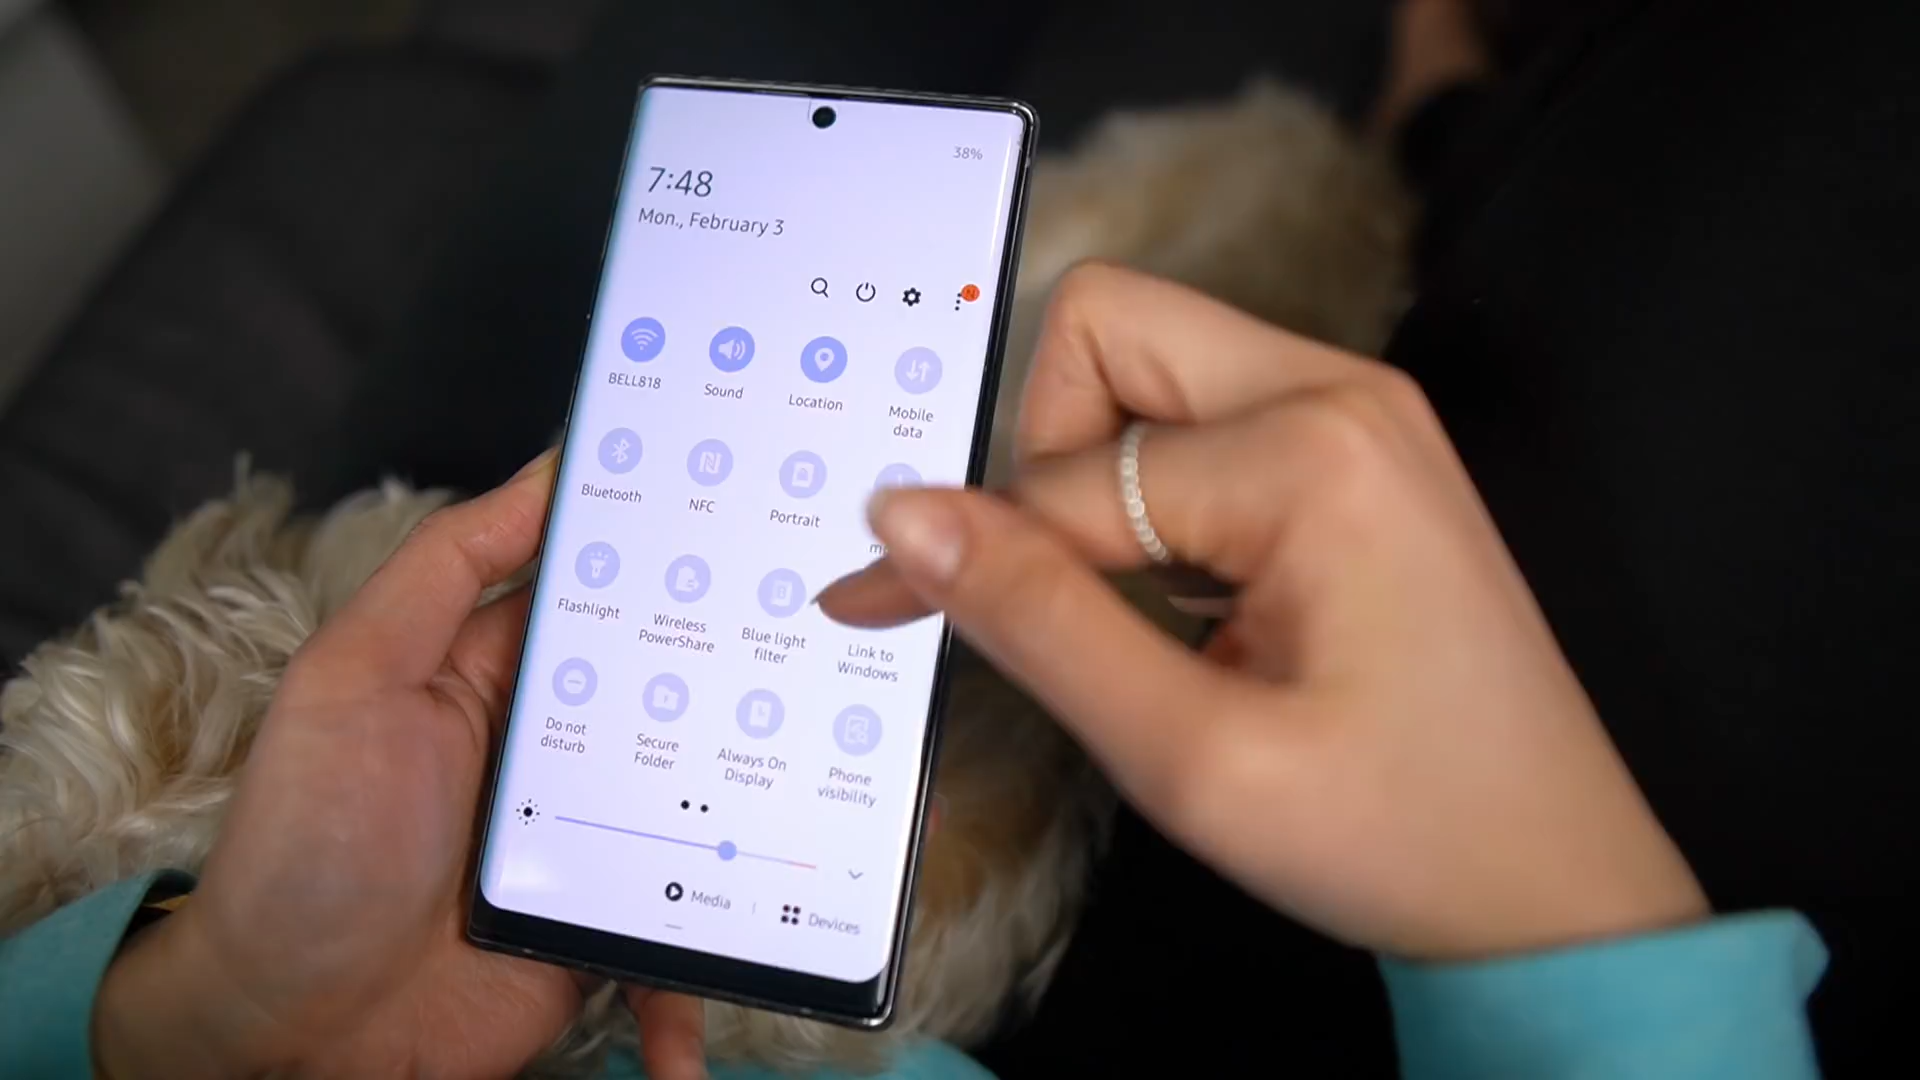 38%
7:48
Mon., February 3
N
BELL818
Sound
Location
Mobile
data
Bluetooth
NFC
Portrait
Flashlight
Wireless
PowerShare
Blue light
filter
Link to
Windows
Do not
disturb
Secure
Folder
Always On
Display
Phone
visibility
Media
Devices